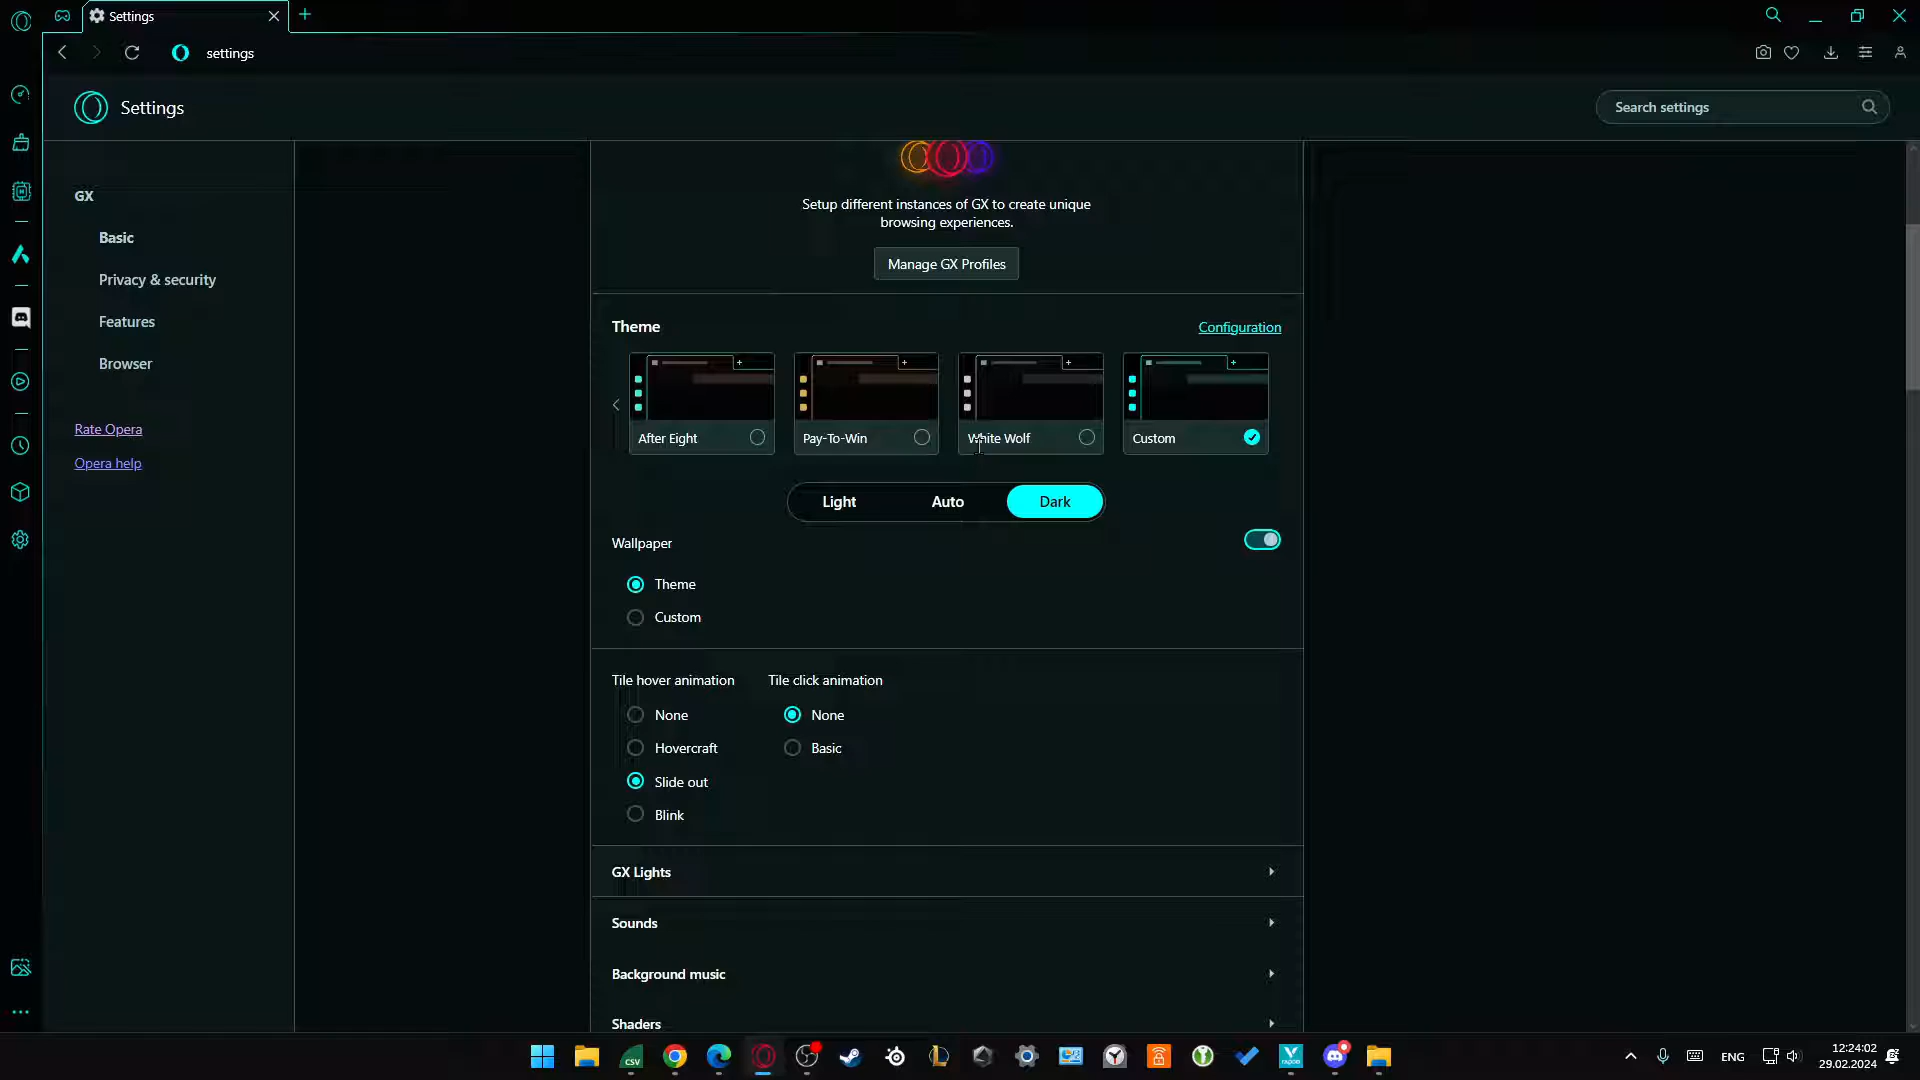 Settings
settings
Settings
Search settings
GX
Basic
Privacy & security
Features
Browser
Rate Opera
Opera help
Setup different instances of GX to create unique
browsing experiences.
Manage GX Profiles
Theme
Configuration
After Eight
Pay-To-Win
White Wolf
Custom
Light
Auto
Dark
Wallpaper
Theme
Custom
Tile hover animation
Tile click animation
None
None
Hovercraft
Basic
Slide out
Blink
GX Lights
Sounds
Background music
Shaders
CSV
ENG
12:24:02
29.02.2024